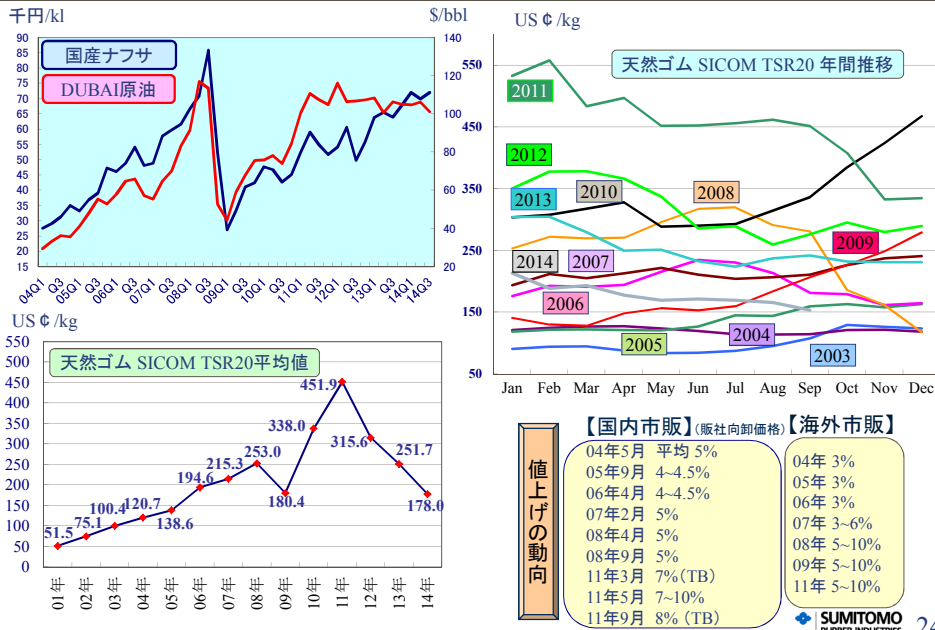 千円/kl
$/bbl
90
85
80
75
70
65
60
55
50
45
40
35
30
25
20
15
140
120
100
80
60
40
20
国産ナフサ
DUBAI原油
04Q1 Q3 05Q1 Q3 06Q1 Q3 07Q1 Q3 08Q1 Q3 09Q1 Q3 10Q1 Q3 11Q1 Q3 12Q1 Q3 13Q1 Q3 14Q1 14Q3
US ¢/kg
550
500
450
400
350
300
250
200
150
100
50
0
天然ゴム SICOM TSR20平均値
51.5
75.1
100.4
120.7
138.6
194.6
215.3
253.0
180.4
338.0
451.9
315.6
251.7
178.0
01年 02年 03年 04年 05年 06年 07年 08年 09年 10年 11年 12年 13年 14年
US ¢/kg
550
450
350
250
150
50
天然ゴム SICOM TSR20 年間推移
2011
2012
2013
2010
2008
2009
2014
2007
2006
2005
2004
2003
Jan Feb Mar Apr May Jun Jul Aug Sep Oct Nov Dec
値上げの動向
【国内市販】(販社向卸価格)
04年5月 平均 5%
05年9月 4~4.5%
06年4月 4~4.5%
07年2月 5%
08年4月 5%
08年9月 5%
11年3月 7%(TB)
11年5月 7~10%
11年9月 8% (TB)
【海外市販】
04年 3%
05年 3%
06年 3%
07年 3~6%
08年 5~10%
09年 5~10%
11年 5~10%
SUMITOMO
RUBBER INDUSTRIES
24